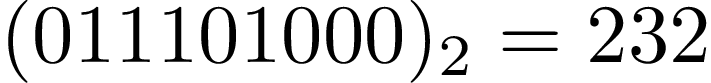 (011101000)₂ = 232